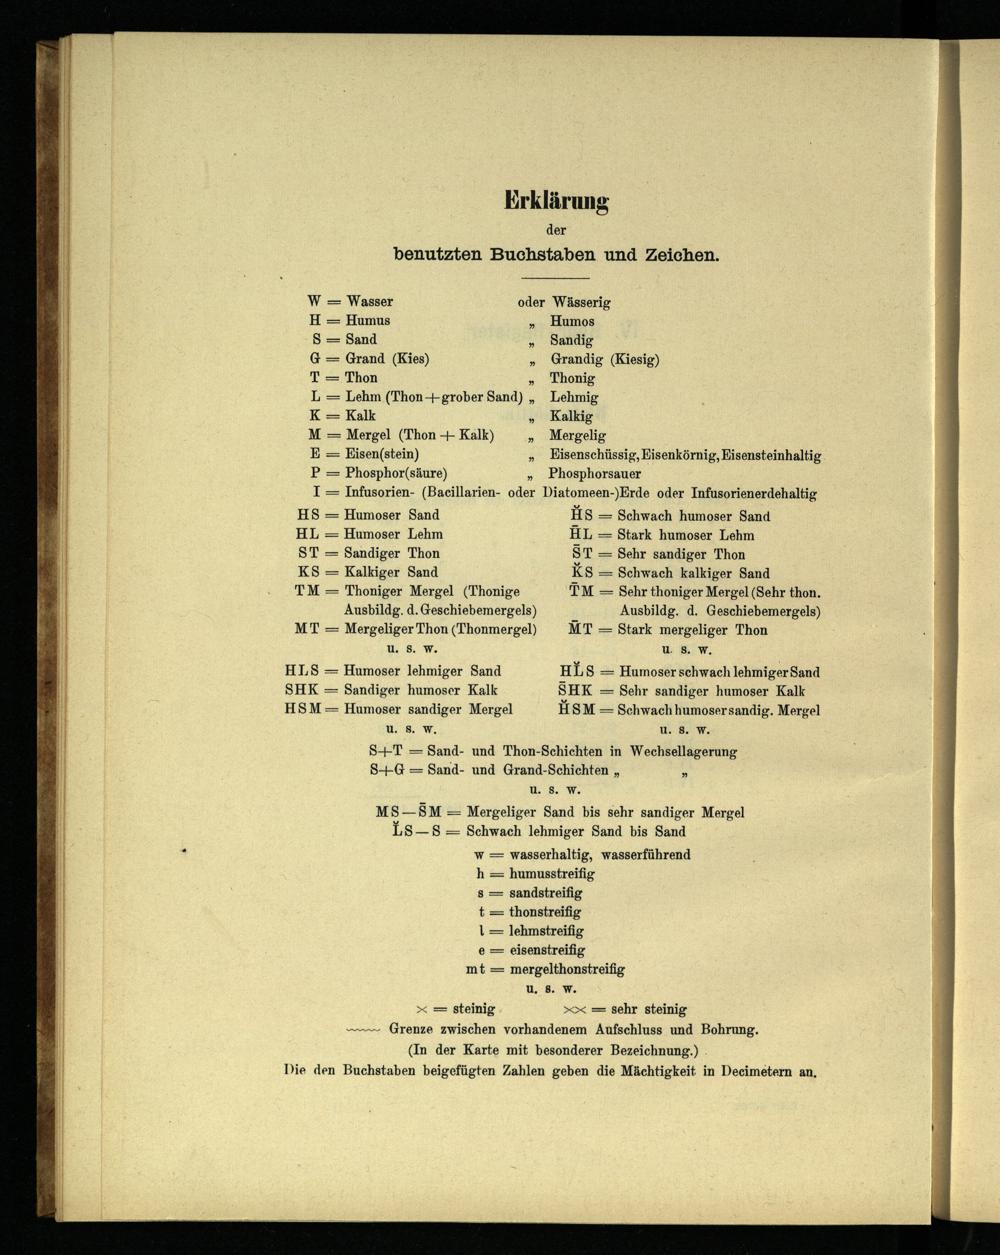 Erklärung
der
benutzten Buchstaben und Zeichen.
W = Wasser oder Wässerig
H = Humus „ Humos
S = Sand „ Sandig
G = Grand (Kies) „ Grandig (Kiesig)
T = Thon „ Thonig
L = Lehm (Thon+grober Sand) „ Lehmig
K = Kalk „ Kalkig
M = Mergel (Thon + Kalk) „ Mergelig
E = Eisen(stein) „ Eisenschüssig, Eisenkörnig, Eisensteinhaltig
P = Phosphor(säure) „ Phosphorsauer
I = Infusorien- (Bacillarien- oder Diatomeen-)Erde oder Infusorienerdehaltig
HS = Humoser Sand H̆S = Schwach humoser Sand
HL = Humoser Lehm H̄L = Stark humoser Lehm
ST = Sandiger Thon S̄T = Sehr sandiger Thon
KS = Kalkiger Sand K̆S = Schwach kalkiger Sand
TM = Thoniger Mergel (Thonige T̄M = Sehr thoniger Mergel (Sehr thon.
Ausbildg. d. Geschiebemergels) Ausbildg. d. Geschiebemergels)
MT = Mergeliger Thon (Thonmergel) M̄T = Stark mergeliger Thon
u. s. w. u. s. w.
HLS = Humoser lehmiger Sand HL̆S = Humoser schwach lehmiger Sand
SHK = Sandiger humoser Kalk S̄HK = Sehr sandiger humoser Kalk
HSM = Humoser sandiger Mergel H̆SM = Schwach humoser sandig. Mergel
u. s. w. u. s. w.
S+T = Sand- und Thon-Schichten in Wechsellagerung
S+G = Sand- und Grand-Schichten „ „
u. s. w.
MS—S̄M = Mergeliger Sand bis sehr sandiger Mergel
L̆S—S = Schwach lehmiger Sand bis Sand
w = wasserhaltig, wasserführend
h = humusstreifig
s = sandstreifig
t = thonstreifig
l = lehmstreifig
e = eisenstreifig
mt = mergelthonstreifig
u. s. w.
× = steinig ×× = sehr steinig
Grenze zwischen vorhandenem Aufschluss und Bohrung.
(In der Karte mit besonderer Bezeichnung.)
Die den Buchstaben beigefügten Zahlen geben die Mächtigkeit in Decimetern an.